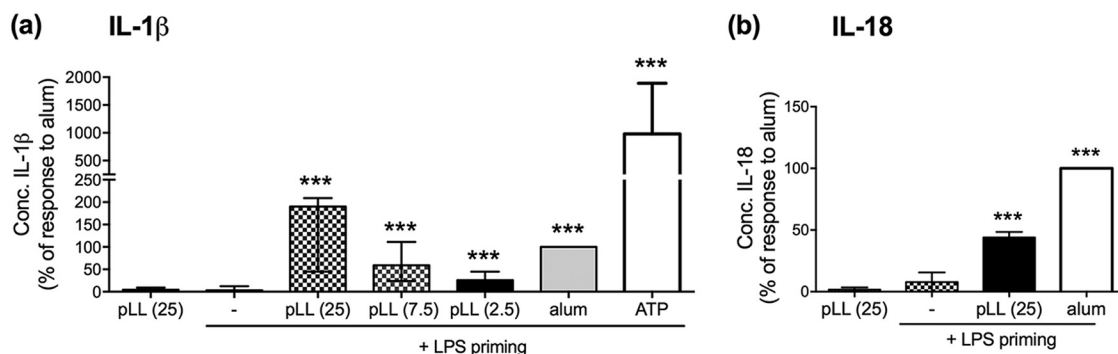 (a) IL-1β
Conc. IL-1β
(% of response to alum)
2000
1500
1000
500
250
200
150
100
50
0
***
***
***
***
***
pLL (25) - pLL (25) pLL (7.5) pLL (2.5) alum ATP
+ LPS priming
(b) IL-18
Conc. IL-18
(% of response to alum)
150
100
50
0
***
***
pLL (25) - pLL (25) alum
+ LPS priming